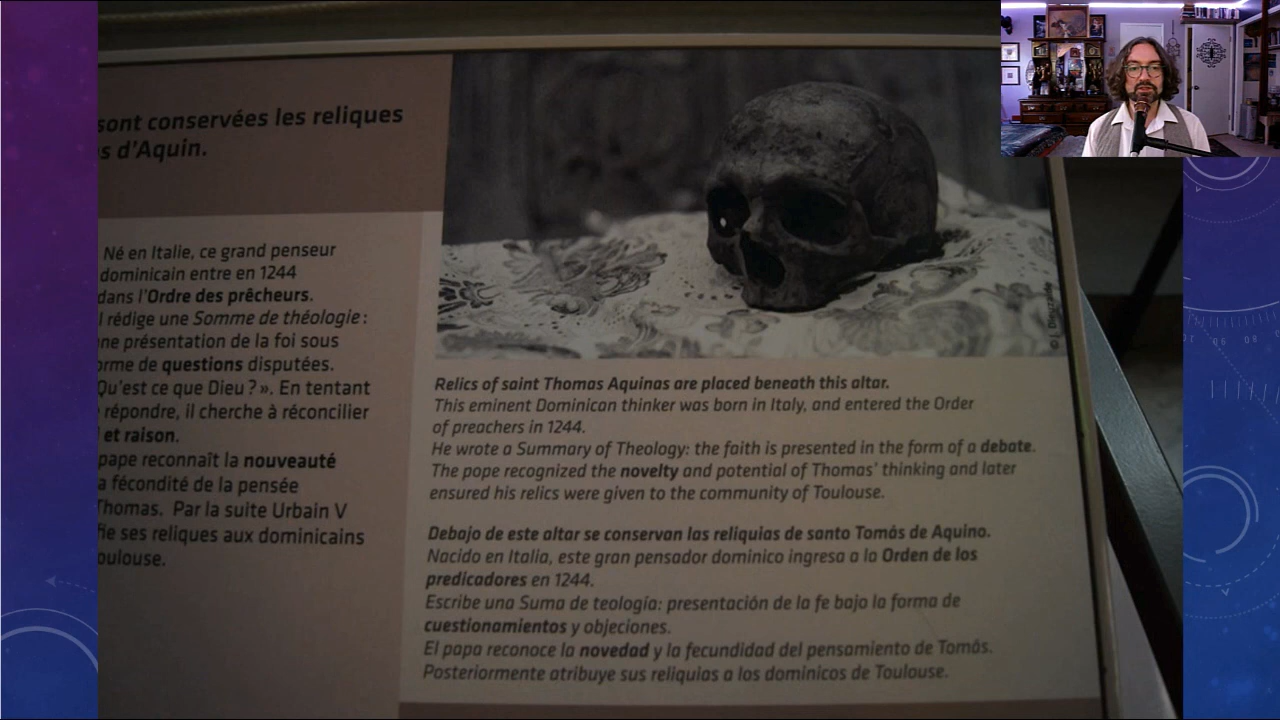 sont conservées les reliques
s d'Aquin.
Né en Italie, ce grand penseur
dominicain entre en 1244
dans l'Ordre des prêcheurs.
l rédige une Somme de théologie :
ne présentation de la foi sous
orme de questions disputées.
Qu'est ce que Dieu ? ». En tentant
répondre, il cherche à réconcilier
et raison.
pape reconnaît la nouveauté
a fécondité de la pensée
Thomas. Par la suite Urbain V
fie ses reliques aux dominicains
oulouse.
Relics of saint Thomas Aquinas are placed beneath this altar.
This eminent Dominican thinker was born in Italy, and entered the Order
of preachers in 1244.
He wrote a Summary of Theology: the faith is presented in the form of a debate.
The pope recognized the novelty and potential of Thomas' thinking and later
ensured his relics were given to the community of Toulouse.
Debajo de este altar se conservan las reliquias de santo Tomás de Aquino.
Nacido en Italia, este gran pensador dominico ingresa a la Orden de los
predicadores en 1244.
Escribe una Suma de teología: presentación de la fe bajo la forma de
cuestionamientos y objeciones.
El papa reconoce la novedad y la fecundidad del pensamiento de Tomás.
Posteriormente atribuye sus reliquias a los dominicos de Toulouse.